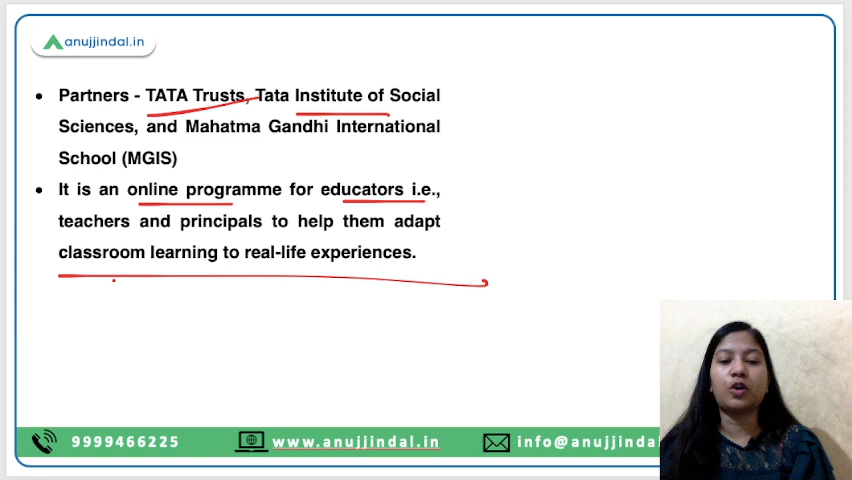 anujjindal.in
• Partners - TATA Trusts, Tata Institute of Social
Sciences, and Mahatma Gandhi International
School (MGIS)
• It is an online programme for educators i.e.,
teachers and principals to help them adapt
classroom learning to real-life experiences.
9999466225
www.anujjindal.in
info@anujjinda